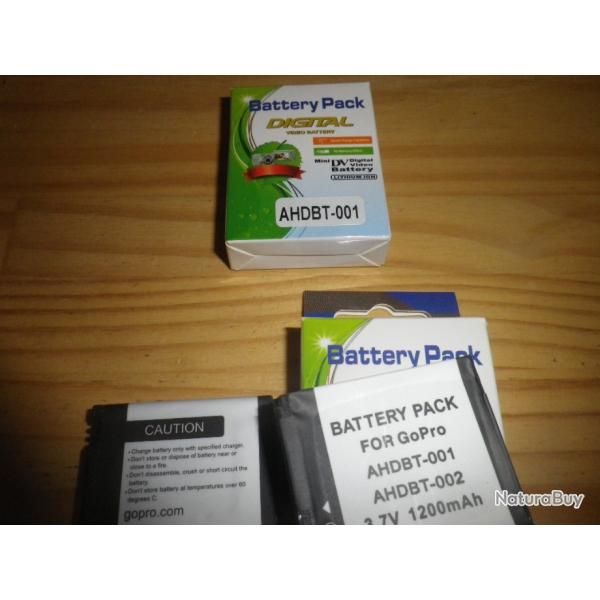 Battery Pack
DIGITAL
VIDEO BATTERY
Mini DV Digital
Video
Battery
LITHIUM ION
AHDBT-001
Battery Pack
CAUTION
• Charge battery only with specified charger.
• Don't store or dispose of battery near or
close to a fire.
• Don't disassemble, crush or short circuit the
battery.
• Don't store battery at temperatures over 60
degrees C.
gopro.com
BATTERY PACK
FOR GoPro
AHDBT-001
AHDBT-002
3.7V 1200mAh
NaturaBuy